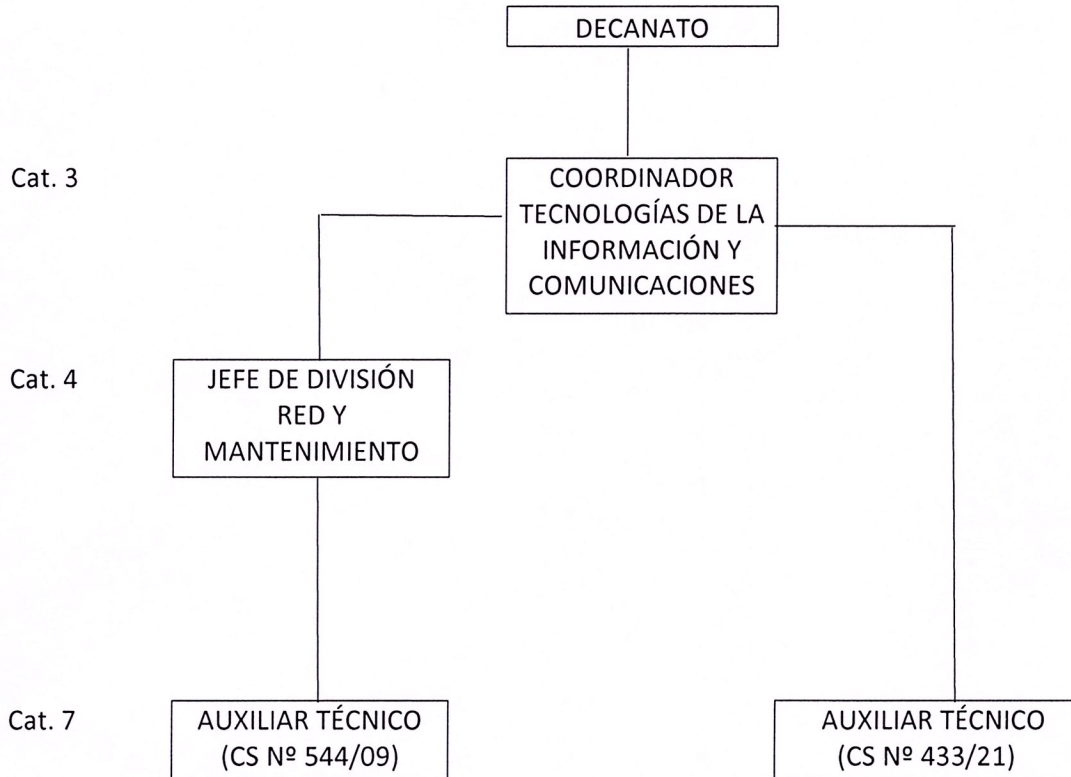 DECANATO
Cat. 3
COORDINADOR
TECNOLOGÍAS DE LA
INFORMACIÓN Y
COMUNICACIONES
Cat. 4
JEFE DE DIVISIÓN
RED Y
MANTENIMIENTO
Cat. 7
AUXILIAR TÉCNICO
(CS Nº 544/09)
AUXILIAR TÉCNICO
(CS Nº 433/21)